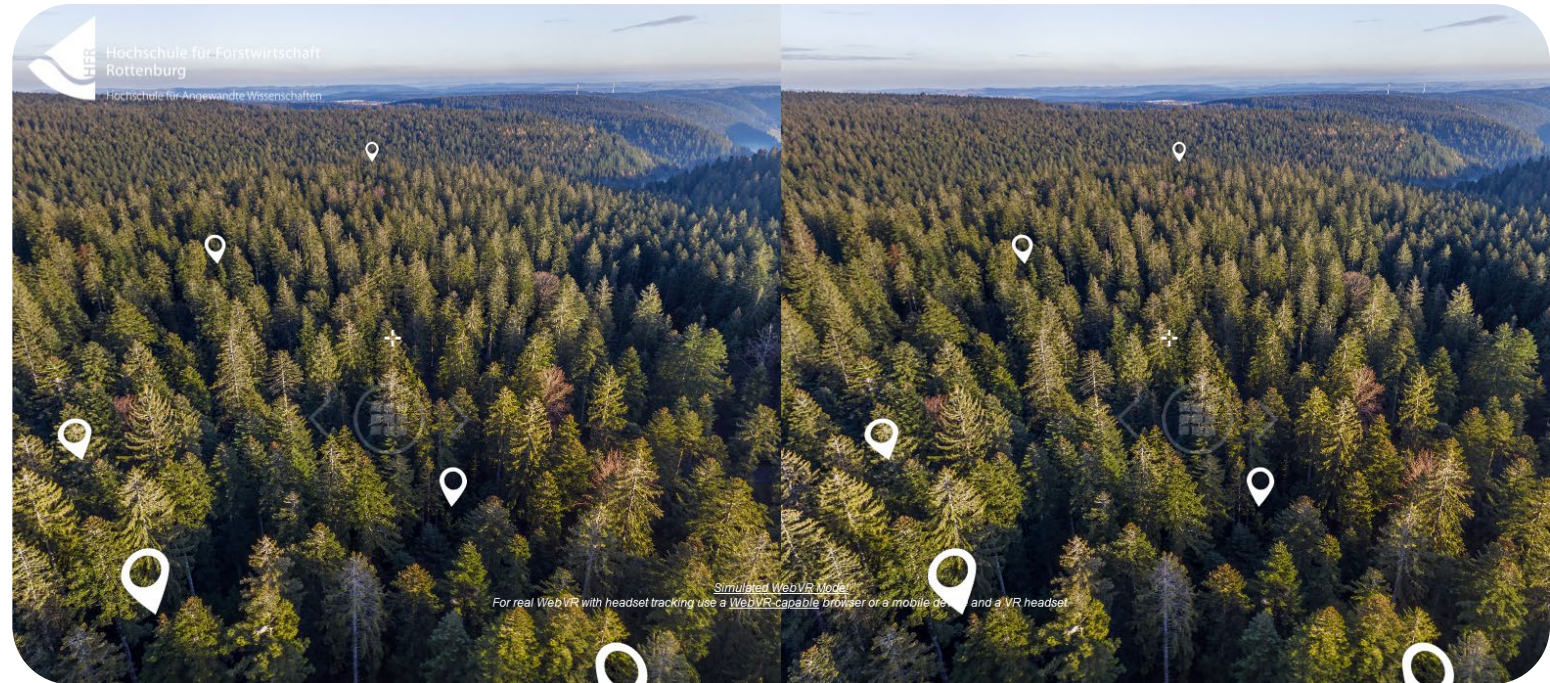 HFR
Hochschule für Forstwirtschaft
Rottenburg
Hochschule für Angewandte Wissenschaften
Simulated WebVR Mode!
For real WebVR with headset tracking use a WebVR-capable browser or a mobile and a VR headset